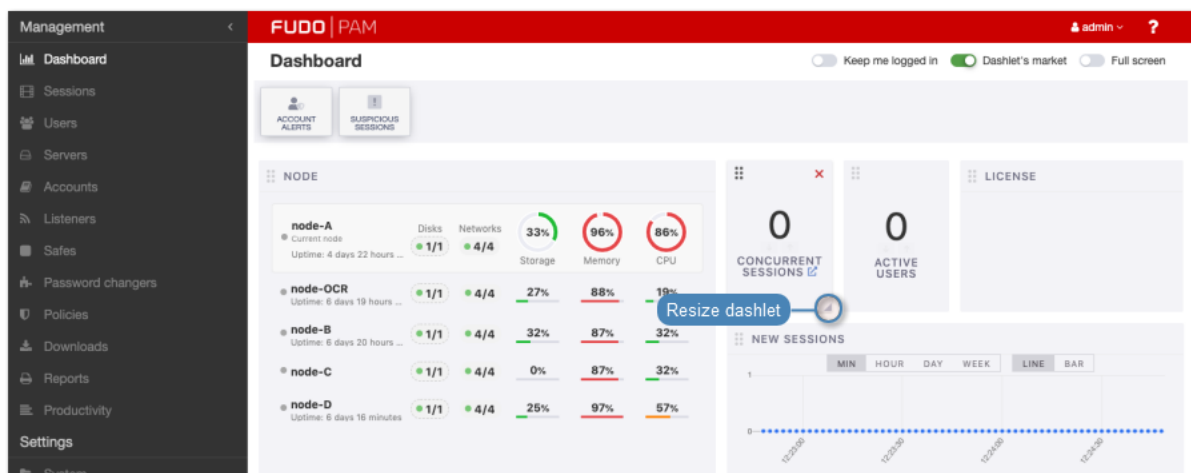 Management
Dashboard
Sessions
Users
Servers
Accounts
Listeners
Safes
Password changers
Policies
Downloads
Reports
Productivity
Settings
System
FUDO PAM
admin ?
Dashboard
Keep me logged in Dashlet's market Full screen
ACCOUNT
ALERTS
SUSPICIOUS
SESSIONS
NODE
node-A
Current node
Uptime: 4 days 22 hours ...
Disks Networks
1/1 4/4
33% 96% 86%
Storage Memory CPU
node-OCR
Uptime: 6 days 19 hours ...
1/1 4/4 27% 88% 19%
node-B
Uptime: 6 days 20 hours ...
1/1 4/4 32% 87% 32%
node-C
1/1 4/4 0% 87% 32%
node-D
Uptime: 6 days 16 minutes
1/1 4/4 25% 97% 57%
0
CONCURRENT
SESSIONS
Resize dashlet
0
ACTIVE
USERS
LICENSE
NEW SESSIONS
MIN HOUR DAY WEEK LINE BAR
1
0
12:23:00 12:23:30 12:24:00 12:24:30